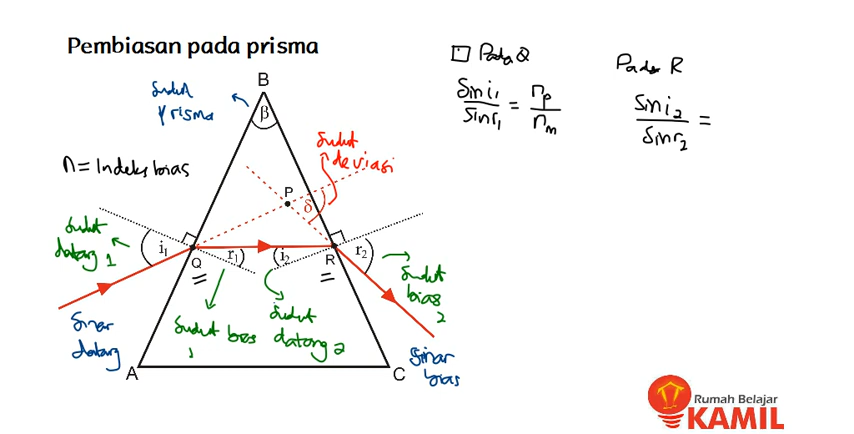 Pembiasan pada prisma
Pada Q
sin i₁ / sin r₁ = nₚ / nₘ
Pada R
sin i₂ / sin r₂ =
B
sudut
prisma
β
sudut
deviasi
n = Indeks bias
P
δ
sudut
datang 1
i₁
Q
r₁
i₂
R
r₂
sudut
bias
2
sudut bias
1
sudut
datang 2
sinar
datang
sinar
bias
A
C
Rumah Belajar
KAMIL